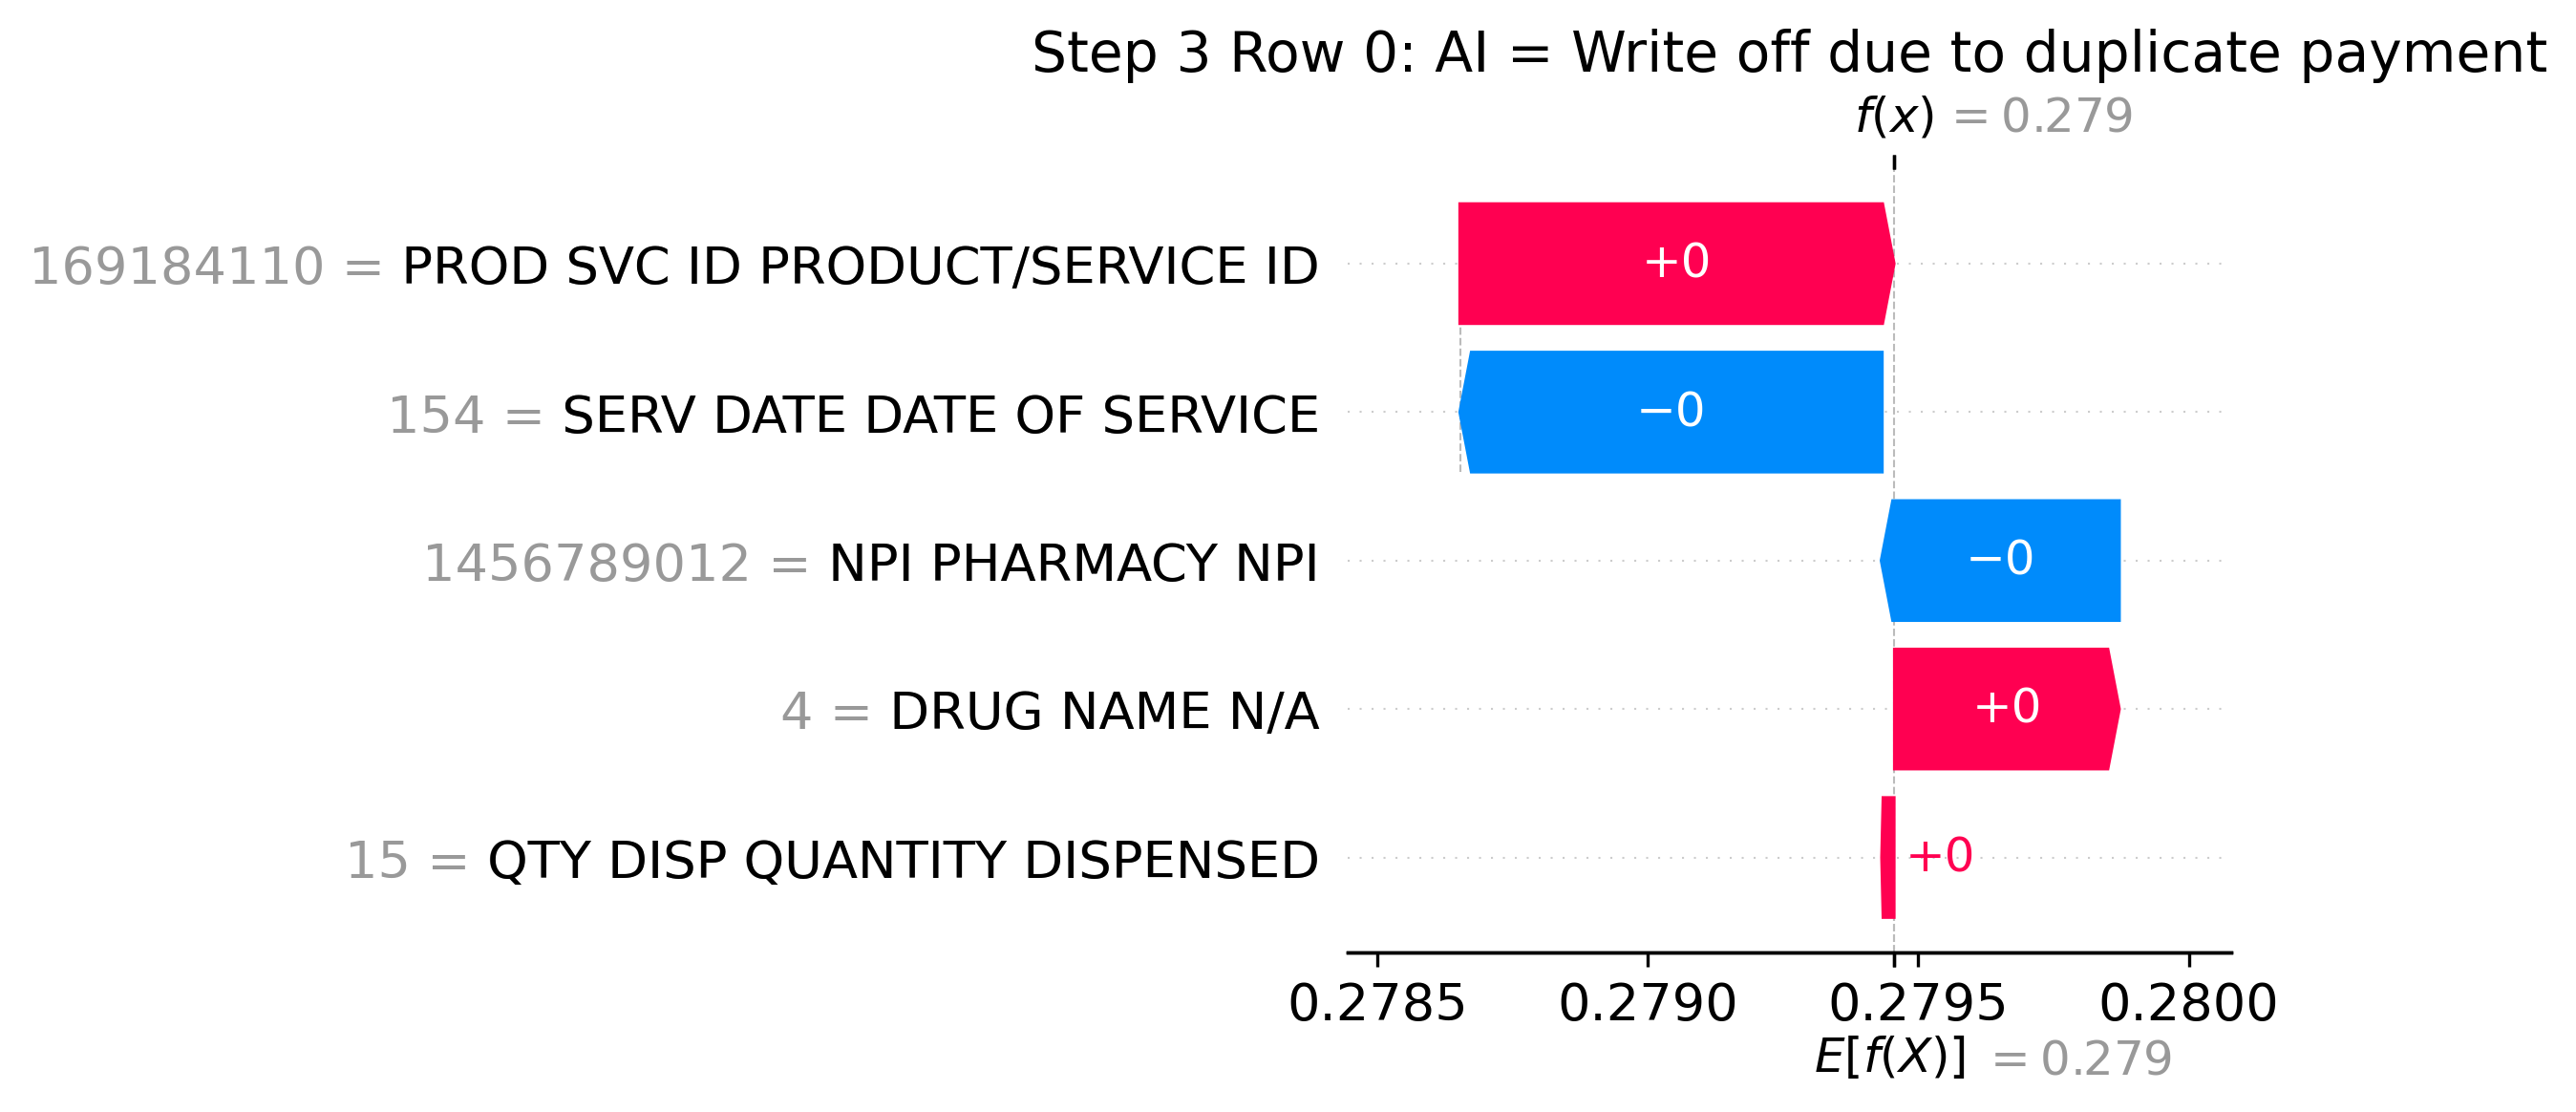 Step 3 Row 0: AI = Write off due to duplicate payment
f(x) = 0.279
169184110 = PROD SVC ID PRODUCT/SERVICE ID
+0
154 = SERV DATE DATE OF SERVICE
−0
1456789012 = NPI PHARMACY NPI
−0
4 = DRUG NAME N/A
+0
15 = QTY DISP QUANTITY DISPENSED
+0
0.2785 0.2790 0.2795 0.2800
E[f(X)] = 0.279